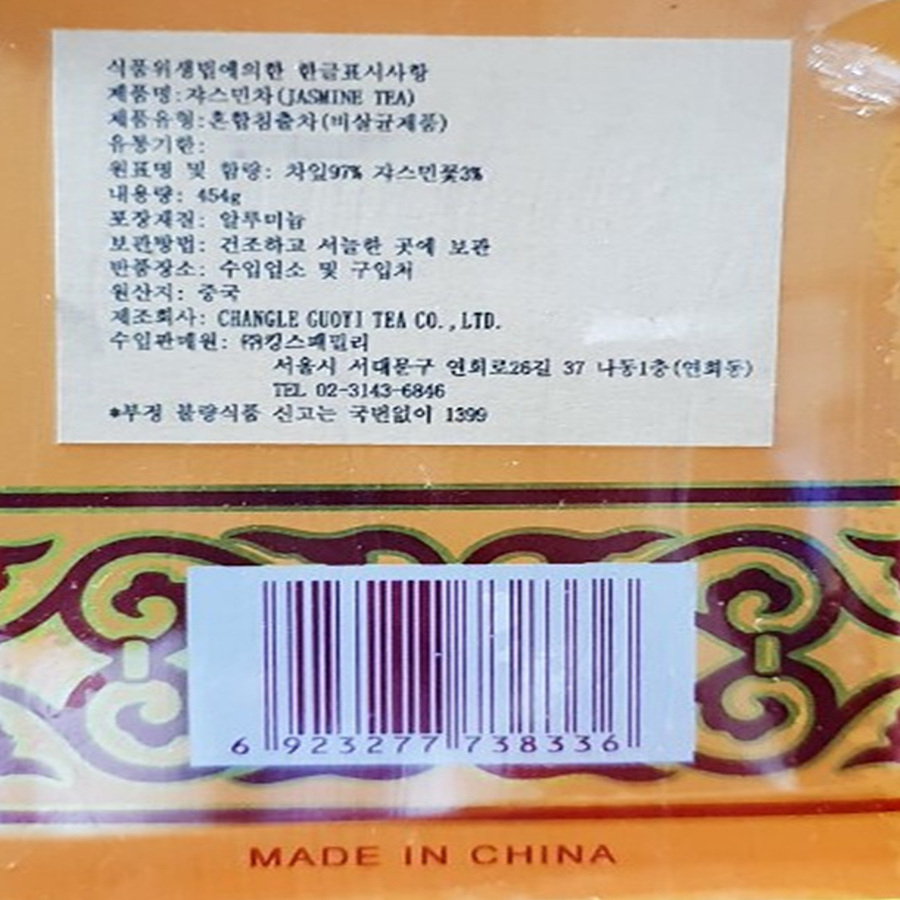 식품위생법에의한 한글표시사항
제품명:쟈스민차(JASMINE TEA)
제품유형:혼합침출차(비살균제품)
유통기한:
원료명 및 함량: 차잎97% 쟈스민꽃3%
내용량: 454g
포장재질: 알루미늄
보관방법: 건조하고 서늘한 곳에 보관
반품장소: 수입업소 및 구입처
원산지: 중국
제조회사: CHANGLE GUOYI TEA CO.,LTD.
수입판매원: ㈜킹스패밀리
서울시 서대문구 연희로26길 37 나동1층(연희동)
TEL 02-3143-6846
*부정 불량식품 신고는 국번없이 1399
6 923277 738336
MADE IN CHINA